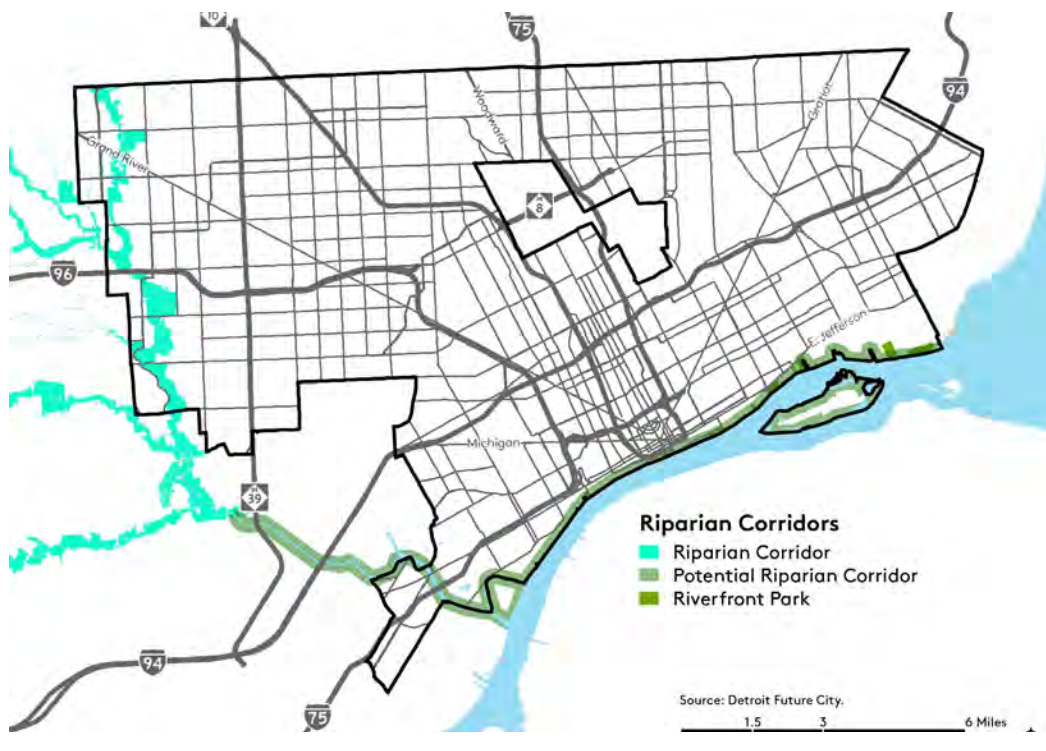 10
75
94
Woodward
Gratiot
Grand River
M
8
96
E. Jefferson
Michigan
M
39
Riparian Corridors
Riparian Corridor
Potential Riparian Corridor
Riverfront Park
94
75
Source: Detroit Future City.
1.5 3 6 Miles